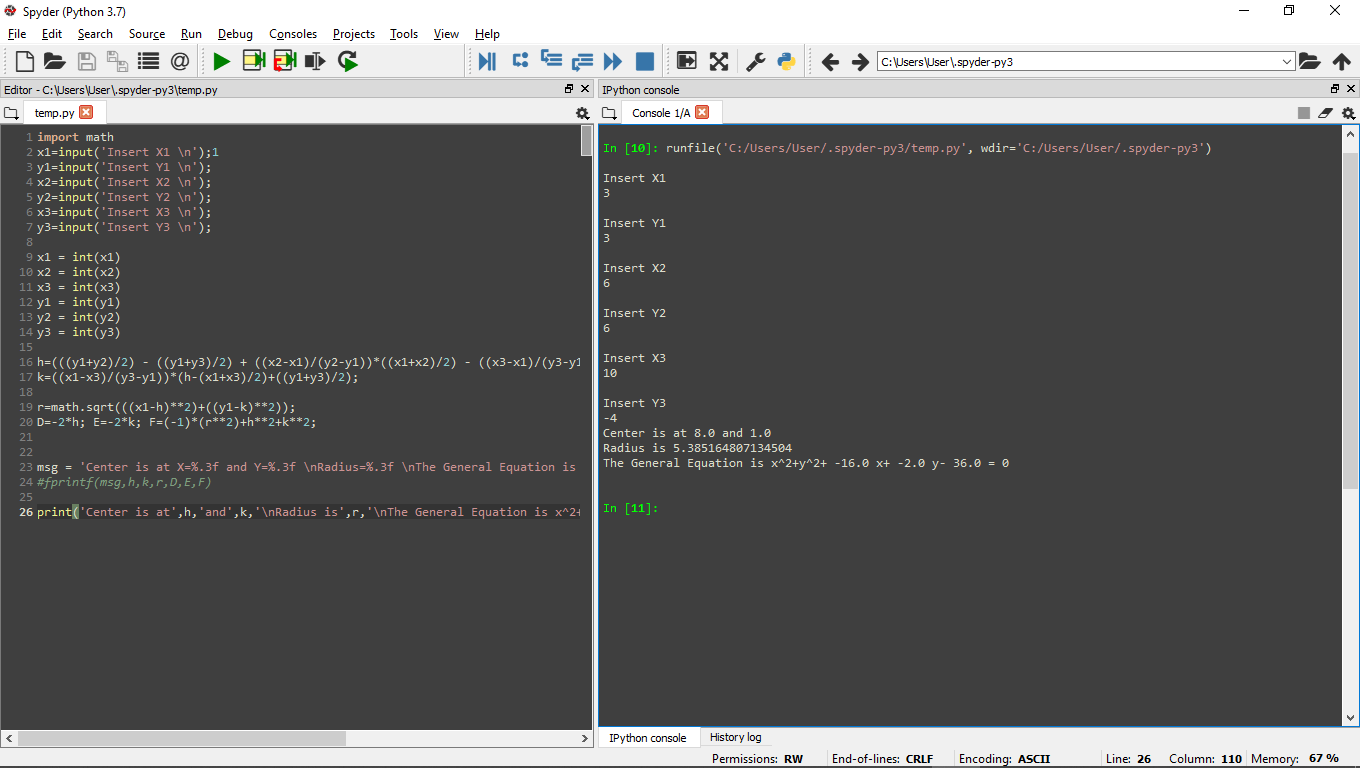 Spyder (Python 3.7)
File Edit Search Source Run Debug Consoles Projects Tools View Help
C:\Users\User\.spyder-py3
Editor - C:\Users\User\.spyder-py3\temp.py
temp.py
1 import math
2 x1=input('Insert X1 \n');1
3 y1=input('Insert Y1 \n');
4 x2=input('Insert X2 \n');
5 y2=input('Insert Y2 \n');
6 x3=input('Insert X3 \n');
7 y3=input('Insert Y3 \n');
8
9 x1 = int(x1)
10 x2 = int(x2)
11 x3 = int(x3)
12 y1 = int(y1)
13 y2 = int(y2)
14 y3 = int(y3)
15
16 h=(((y1+y2)/2) - ((y1+y3)/2) + ((x2-x1)/(y2-y1))*((x1+x2)/2) - ((x3-x1)/(y3-y1
17 k=((x1-x3)/(y3-y1))*(h-(x1+x3)/2)+((y1+y3)/2);
18
19 r=math.sqrt(((x1-h)**2)+((y1-k)**2));
20 D=-2*h; E=-2*k; F=(-1)*(r**2)+h**2+k**2;
21
22
23 msg = 'Center is at X=%.3f and Y=%.3f \nRadius=%.3f \nThe General Equation is
24 #fprintf(msg,h,k,r,D,E,F)
25
26 print('Center is at',h,'and',k,'\nRadius is',r,'\nThe General Equation is x^2+
IPython console
Console 1/A
In [10]: runfile('C:/Users/User/.spyder-py3/temp.py', wdir='C:/Users/User/.spyder-py3')
Insert X1
3
Insert Y1
3
Insert X2
6
Insert Y2
6
Insert X3
10
Insert Y3
-4
Center is at 8.0 and 1.0
Radius is 5.385164807134504
The General Equation is x^2+y^2+ -16.0 x+ -2.0 y- 36.0 = 0
In [11]:
IPython console History log
Permissions: RW End-of-lines: CRLF Encoding: ASCII Line: 26 Column: 110 Memory: 67 %